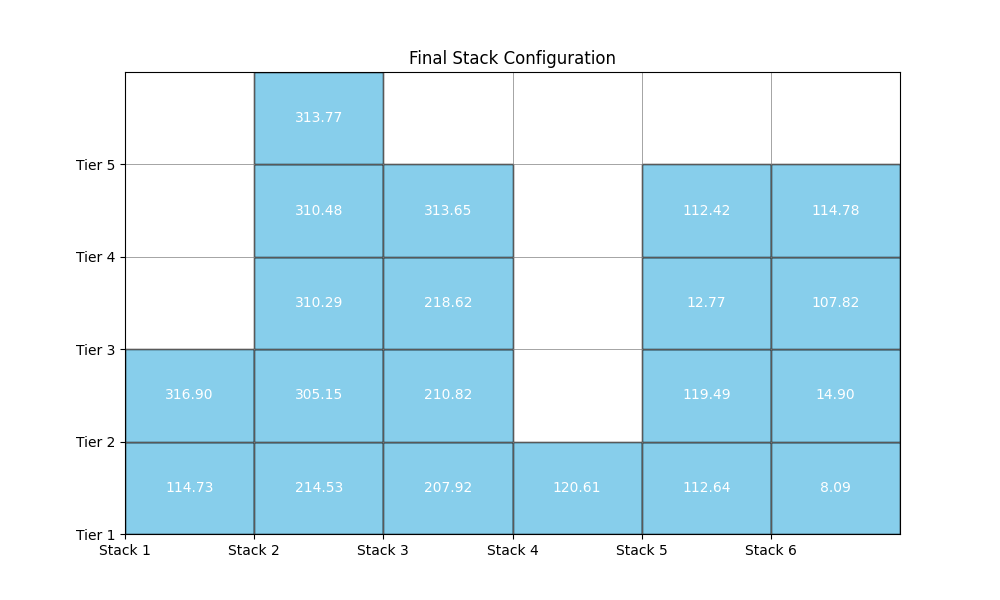 Final Stack Configuration
313.77
Tier 5
310.48 313.65 112.42 114.78
Tier 4
310.29 218.62 12.77 107.82
Tier 3
316.90 305.15 210.82 119.49 14.90
Tier 2
114.73 214.53 207.92 120.61 112.64 8.09
Tier 1
Stack 1 Stack 2 Stack 3 Stack 4 Stack 5 Stack 6